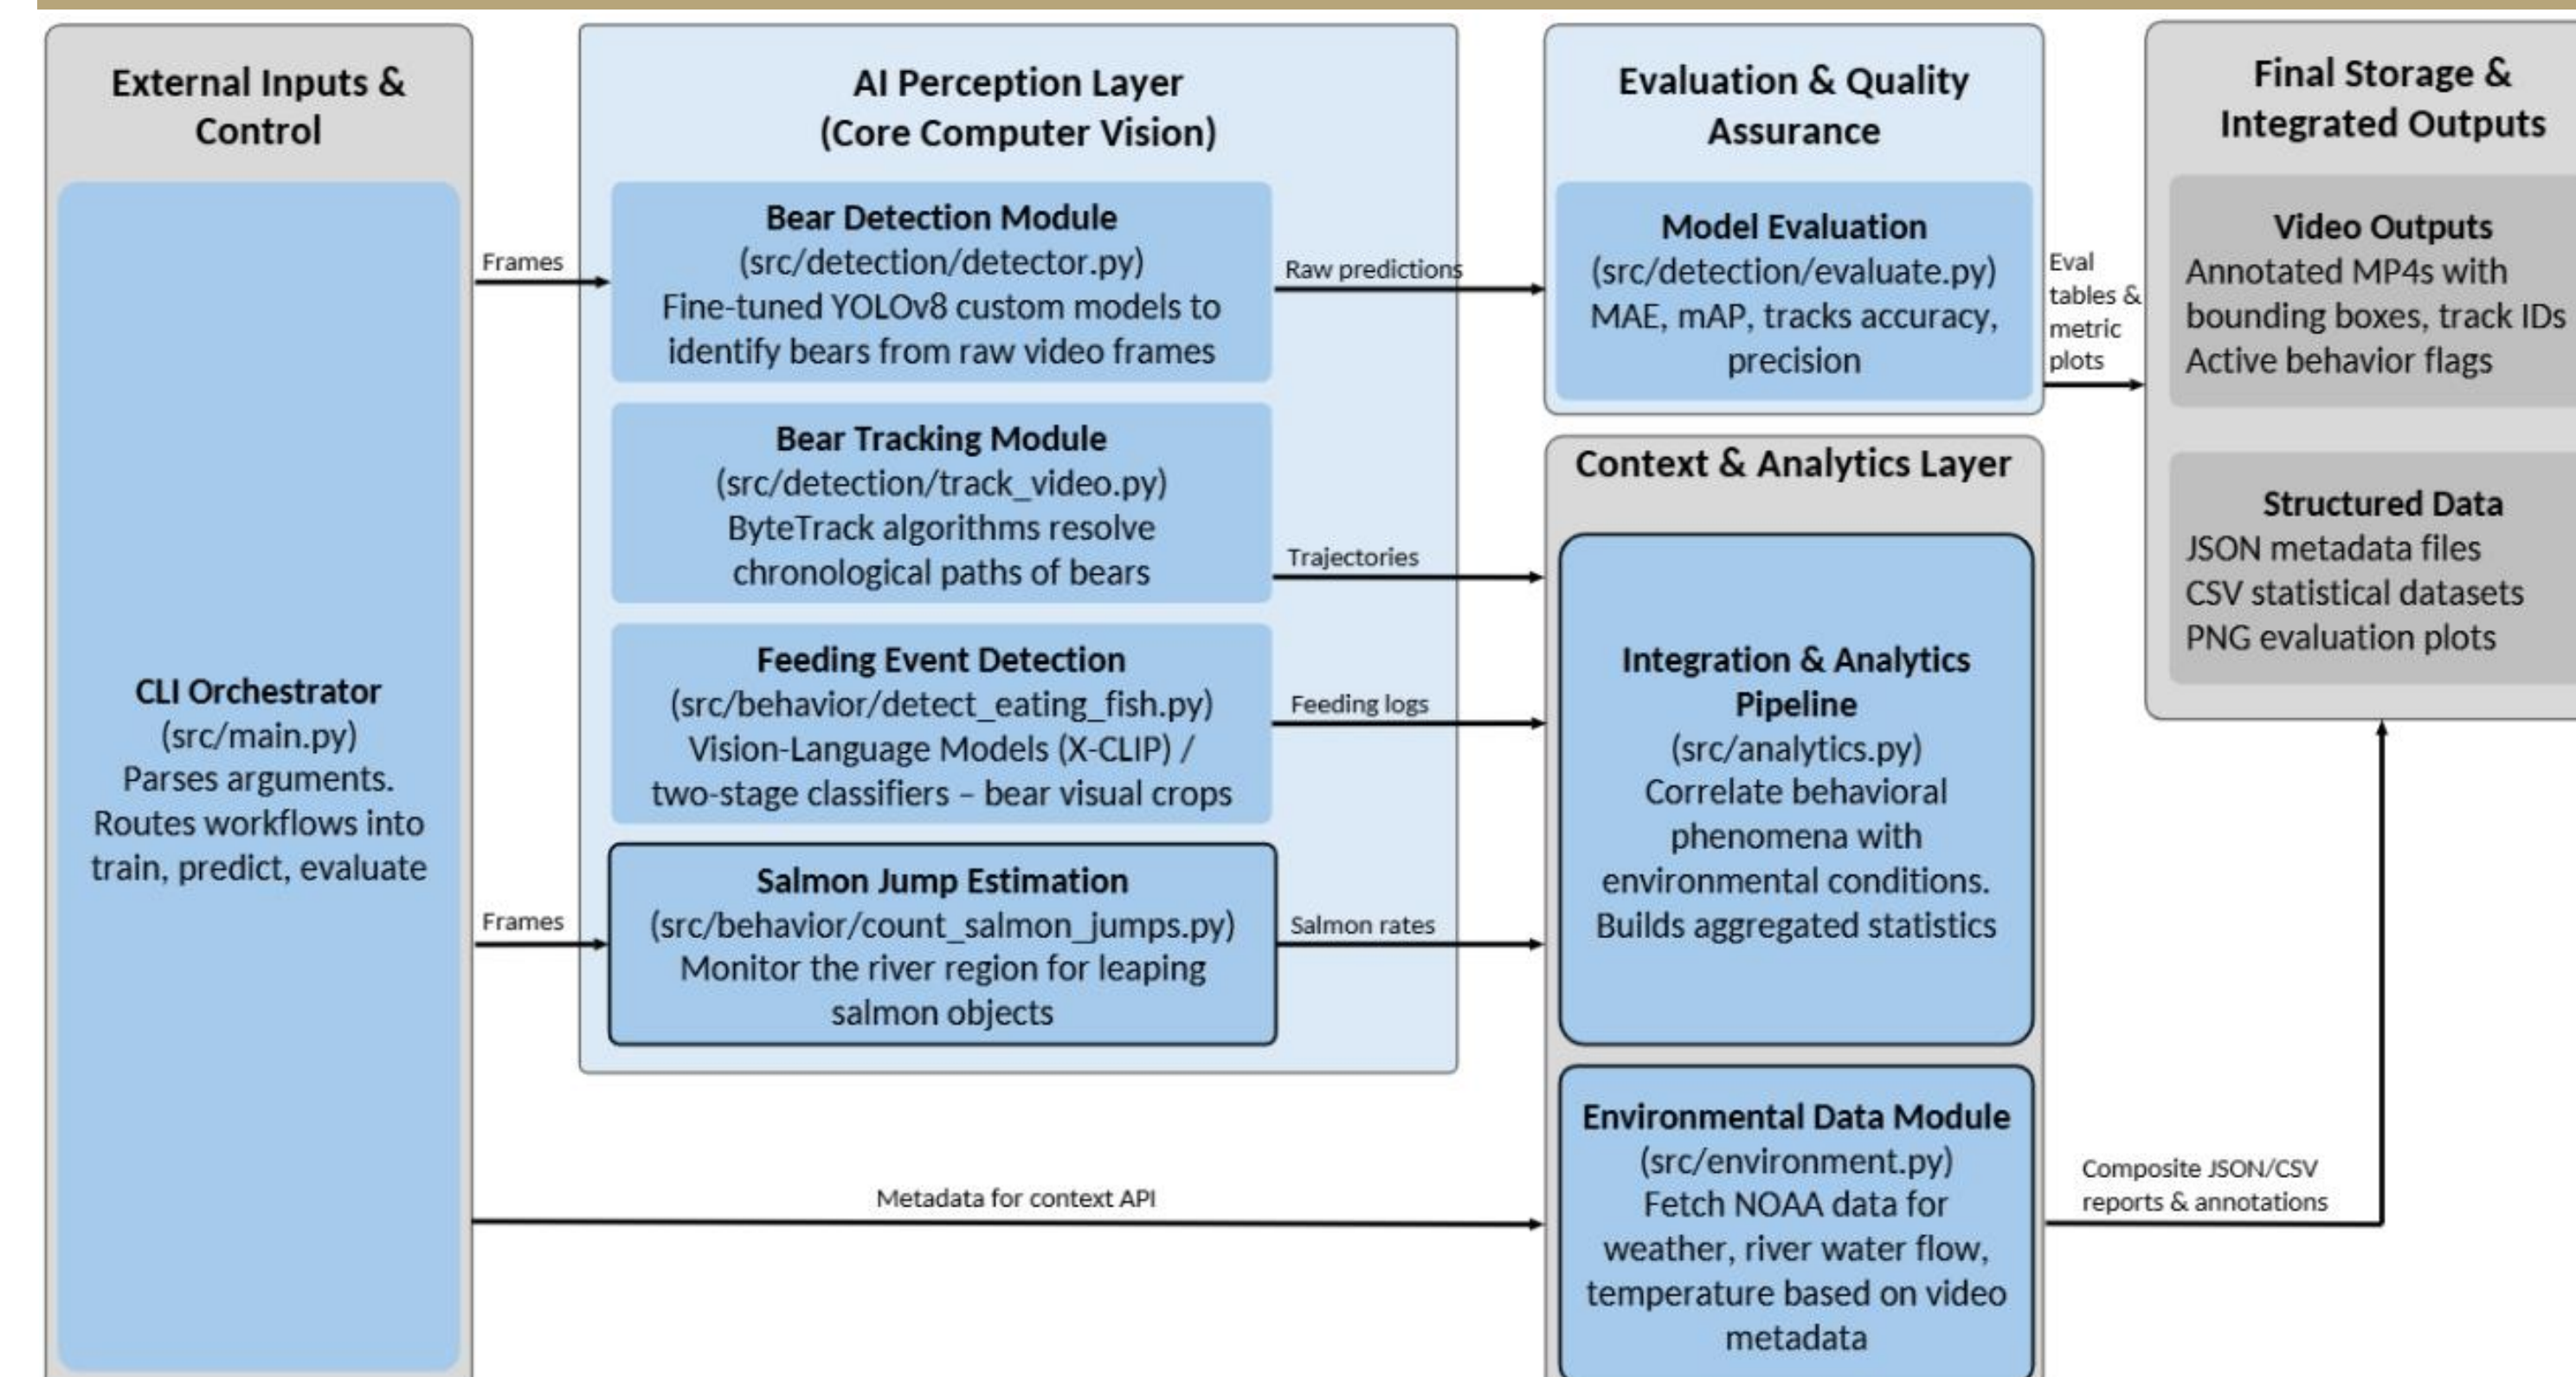 External Inputs &
Control
CLI Orchestrator
(src/main.py)
Parses arguments.
Routes workflows into
train, predict, evaluate
Frames
Frames
Metadata for context API
AI Perception Layer
(Core Computer Vision)
Bear Detection Module
(src/detection/detector.py)
Fine-tuned YOLOv8 custom models to
identify bears from raw video frames
Bear Tracking Module
(src/detection/track_video.py)
ByteTrack algorithms resolve
chronological paths of bears
Feeding Event Detection
(src/behavior/detect_eating_fish.py)
Vision-Language Models (X-CLIP) /
two-stage classifiers – bear visual crops
Salmon Jump Estimation
(src/behavior/count_salmon_jumps.py)
Monitor the river region for leaping
salmon objects
Raw predictions
Trajectories
Feeding logs
Salmon rates
Evaluation & Quality
Assurance
Model Evaluation
(src/detection/evaluate.py)
MAE, mAP, tracks accuracy,
precision
Context & Analytics Layer
Integration & Analytics
Pipeline
(src/analytics.py)
Correlate behavioral
phenomena with
environmental conditions.
Builds aggregated statistics
Environmental Data Module
(src/environment.py)
Fetch NOAA data for
weather, river water flow,
temperature based on video
metadata
Eval
tables &
metric
plots
Composite JSON/CSV
reports & annotations
Final Storage &
Integrated Outputs
Video Outputs
Annotated MP4s with
bounding boxes, track IDs
Active behavior flags
Structured Data
JSON metadata files
CSV statistical datasets
PNG evaluation plots